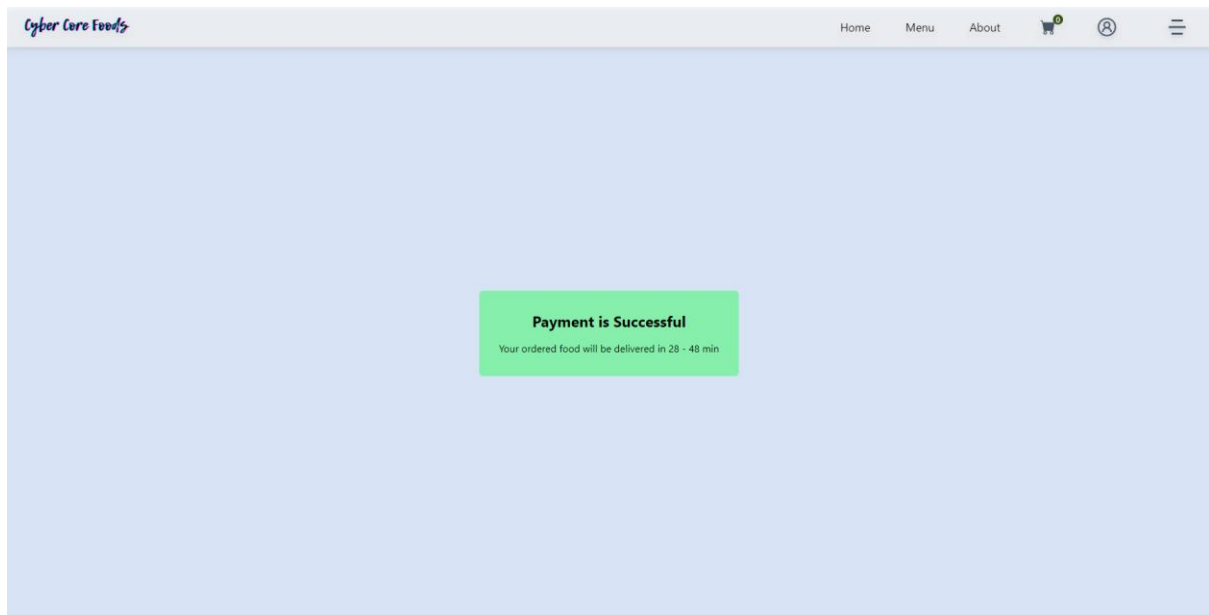 Cyber Core Foods
Home Menu About 0
Payment is Successful
Your ordered food will be delivered in 28 - 48 min